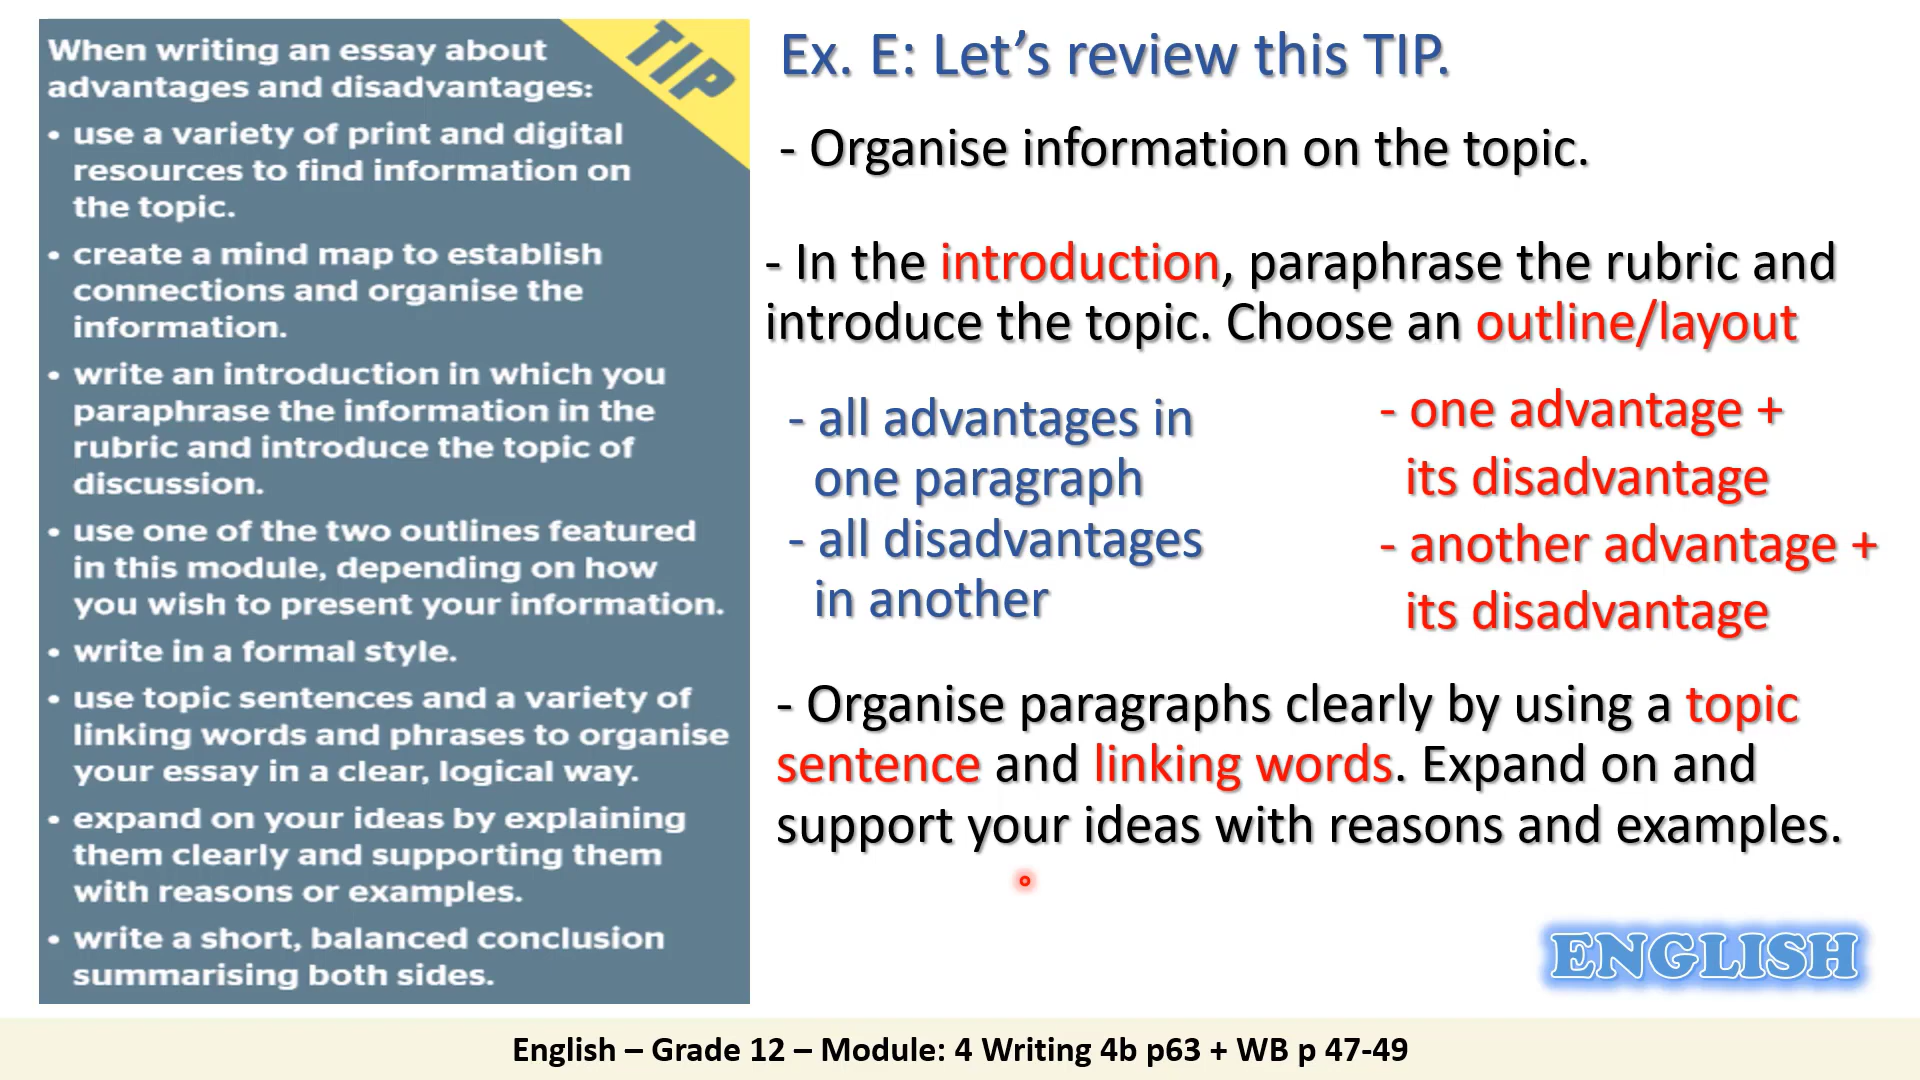 When writing an essay about
advantages and disadvantages:
• use a variety of print and digital
resources to find information on
the topic.
• create a mind map to establish
connections and organise the
information.
• write an introduction in which you
paraphrase the information in the
rubric and introduce the topic of
discussion.
• use one of the two outlines featured
in this module, depending on how
you wish to present your information.
• write in a formal style.
• use topic sentences and a variety of
linking words and phrases to organise
your essay in a clear, logical way.
• expand on your ideas by explaining
them clearly and supporting them
with reasons or examples.
• write a short, balanced conclusion
summarising both sides.
TIP
Ex. E: Let's review this TIP.
- Organise information on the topic.
- In the introduction, paraphrase the rubric and
introduce the topic. Choose an outline/layout
- all advantages in
one paragraph
- all disadvantages
in another
- one advantage +
its disadvantage
- another advantage +
its disadvantage
- Organise paragraphs clearly by using a topic
sentence and linking words. Expand on and
support your ideas with reasons and examples.
ENGLISH
English – Grade 12 – Module: 4 Writing 4b p63 + WB p 47-49